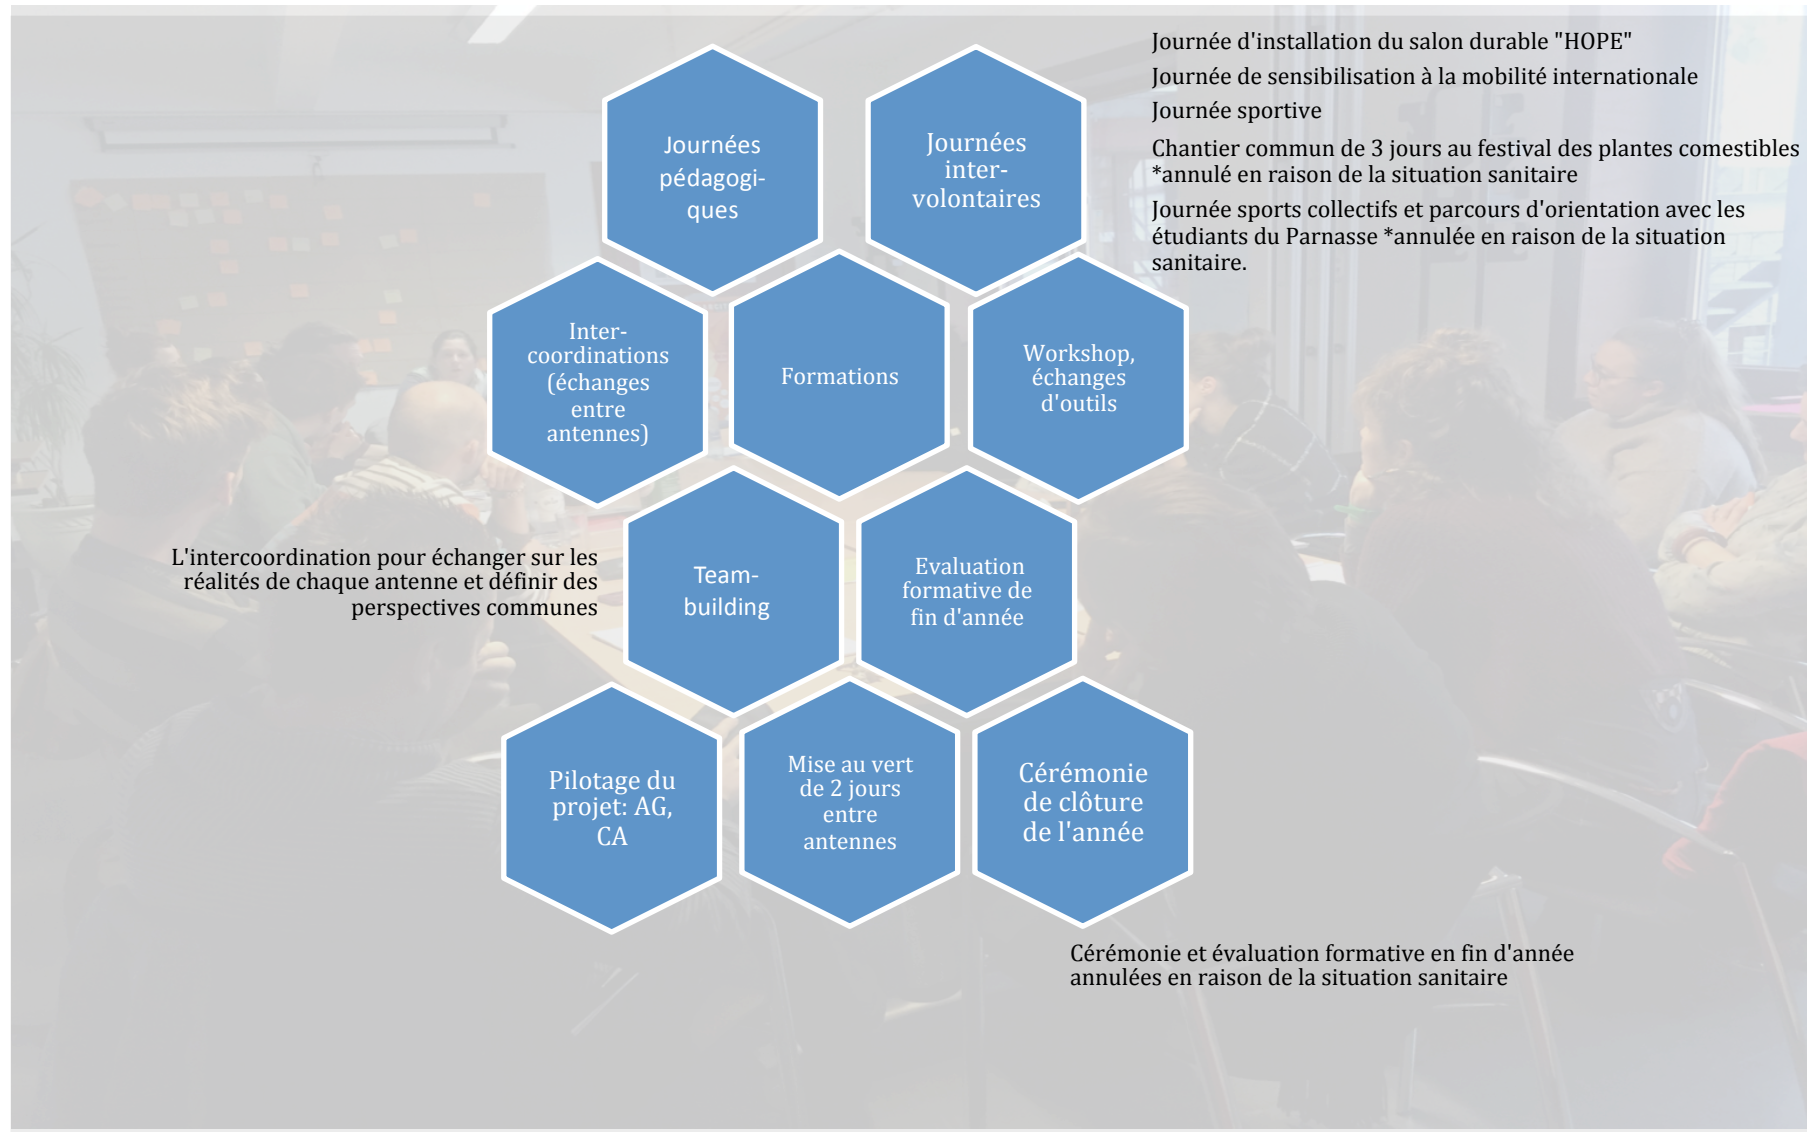 Journée d'installation du salon durable "HOPE"
Journée de sensibilisation à la mobilité internationale
Journée sportive
Chantier commun de 3 jours au festival des plantes comestibles
*annulé en raison de la situation sanitaire
Journée sports collectifs et parcours d'orientation avec les
étudiants du Parnasse *annulée en raison de la situation
sanitaire.
Journées
pédagogi-
ques
Journées
inter-
volontaires
Inter-
coordinations
(échanges
entre
antennes)
Formations
Workshop,
échanges
d'outils
L'intercoordination pour échanger sur les
réalités de chaque antenne et définir des
perspectives communes
Team-
building
Evaluation
formative de
fin d'année
Pilotage du
projet: AG,
CA
Mise au vert
de 2 jours
entre
antennes
Cérémonie
de clôture
de l'année
Cérémonie et évaluation formative en fin d'année
annulées en raison de la situation sanitaire